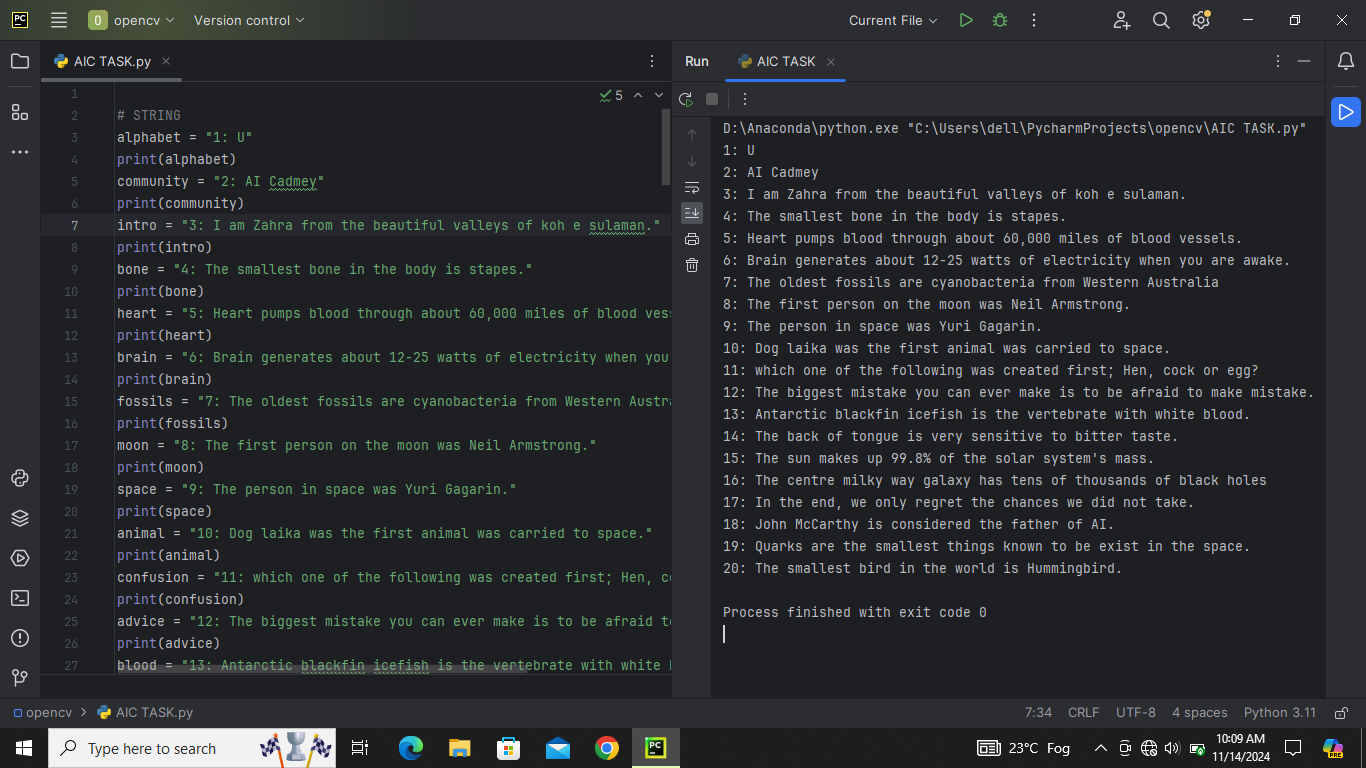 PC
0 opencv
Version control
Current File
AIC TASK.py
Run
AIC TASK
5
1
2 # STRING
3 alphabet = "1: U"
4 print(alphabet)
5 community = "2: AI Cadmey"
6 print(community)
7 intro = "3: I am Zahra from the beautiful valleys of koh e sulaman."
8 print(intro)
9 bone = "4: The smallest bone in the body is stapes."
10 print(bone)
11 heart = "5: Heart pumps blood through about 60,000 miles of blood vess
12 print(heart)
13 brain = "6: Brain generates about 12-25 watts of electricity when you
14 print(brain)
15 fossils = "7: The oldest fossils are cyanobacteria from Western Austra
16 print(fossils)
17 moon = "8: The first person on the moon was Neil Armstrong."
18 print(moon)
19 space = "9: The person in space was Yuri Gagarin."
20 print(space)
21 animal = "10: Dog laika was the first animal was carried to space."
22 print(animal)
23 confusion = "11: which one of the following was created first; Hen, co
24 print(confusion)
25 advice = "12: The biggest mistake you can ever make is to be afraid to
26 print(advice)
27 blood = "13: Antarctic blackfin icefish is the vertebrate with white b
D:\Anaconda\python.exe "C:\Users\dell\PycharmProjects\opencv\AIC TASK.py"
1: U
2: AI Cadmey
3: I am Zahra from the beautiful valleys of koh e sulaman.
4: The smallest bone in the body is stapes.
5: Heart pumps blood through about 60,000 miles of blood vessels.
6: Brain generates about 12-25 watts of electricity when you are awake.
7: The oldest fossils are cyanobacteria from Western Australia
8: The first person on the moon was Neil Armstrong.
9: The person in space was Yuri Gagarin.
10: Dog laika was the first animal was carried to space.
11: which one of the following was created first; Hen, cock or egg?
12: The biggest mistake you can ever make is to be afraid to make mistake.
13: Antarctic blackfin icefish is the vertebrate with white blood.
14: The back of tongue is very sensitive to bitter taste.
15: The sun makes up 99.8% of the solar system's mass.
16: The centre milky way galaxy has tens of thousands of black holes
17: In the end, we only regret the chances we did not take.
18: John McCarthy is considered the father of AI.
19: Quarks are the smallest things known to be exist in the space.
20: The smallest bird in the world is Hummingbird.
Process finished with exit code 0
opencv > AIC TASK.py
7:34 CRLF UTF-8 4 spaces Python 3.11
Type here to search
PC
23°C Fog
10:09 AM
11/14/2024
PRE